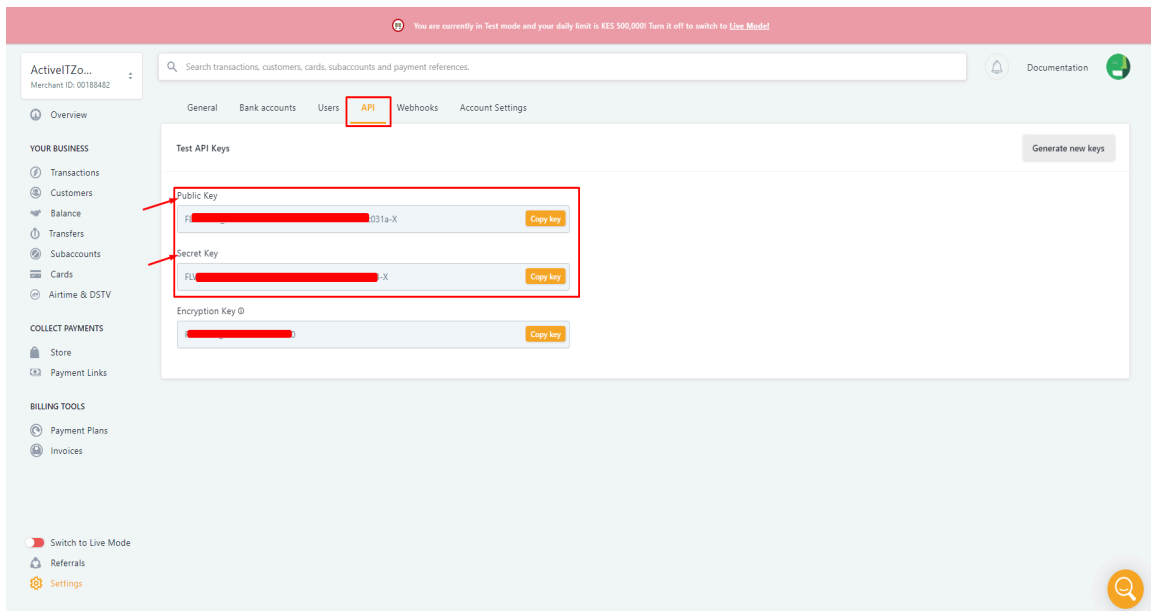 You are currently in Test mode and your daily limit is KES 500,000! Turn it off to switch to Live Mode!
ActiveITZo...
Merchant ID: 00188482
Search transactions, customers, cards, subaccounts and payment references.
Documentation
Overview
General Bank accounts Users API Webhooks Account Settings
YOUR BUSINESS
Transactions
Customers
Balance
Transfers
Subaccounts
Cards
Airtime & DSTV
COLLECT PAYMENTS
Store
Payment Links
BILLING TOOLS
Payment Plans
Invoices
Switch to Live Mode
Referrals
Settings
Test API Keys
Generate new keys
Public Key
031a-X
Copy key
Secret Key
-X
Copy key
Encryption Key
Copy key